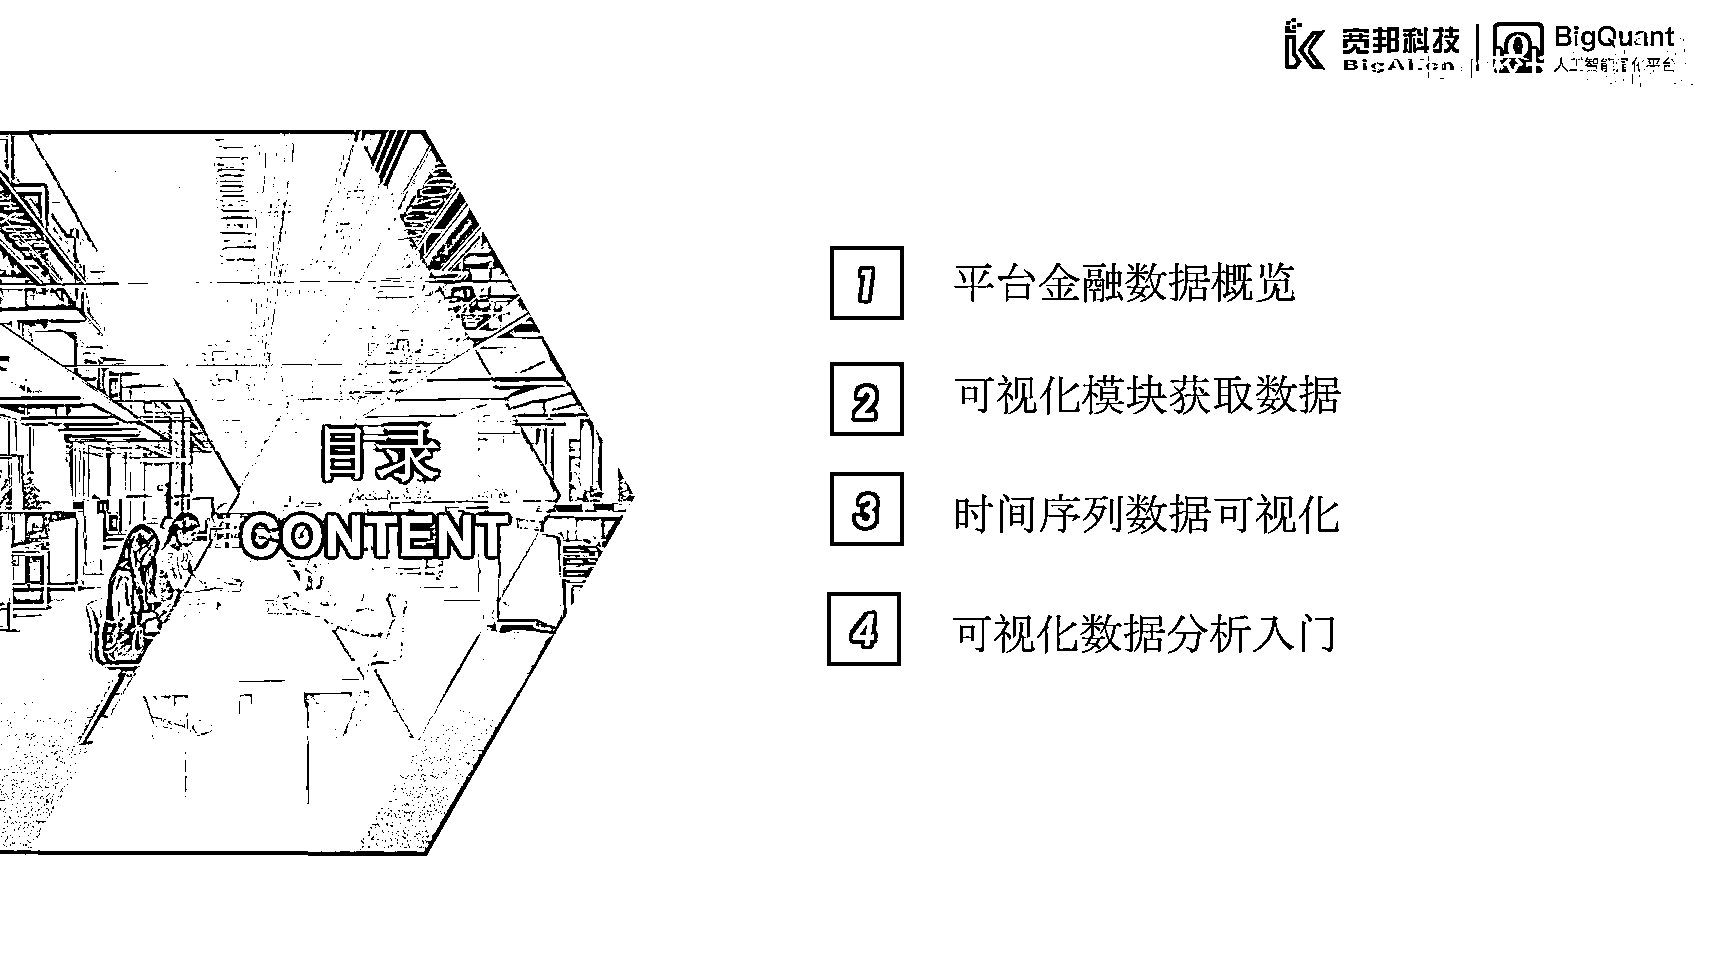 宽邦科技
BigQuant
人工智能量化平台
目录
CONTENT
1 平台金融数据概览
2 可视化模块获取数据
3 时间序列数据可视化
4 可视化数据分析入门